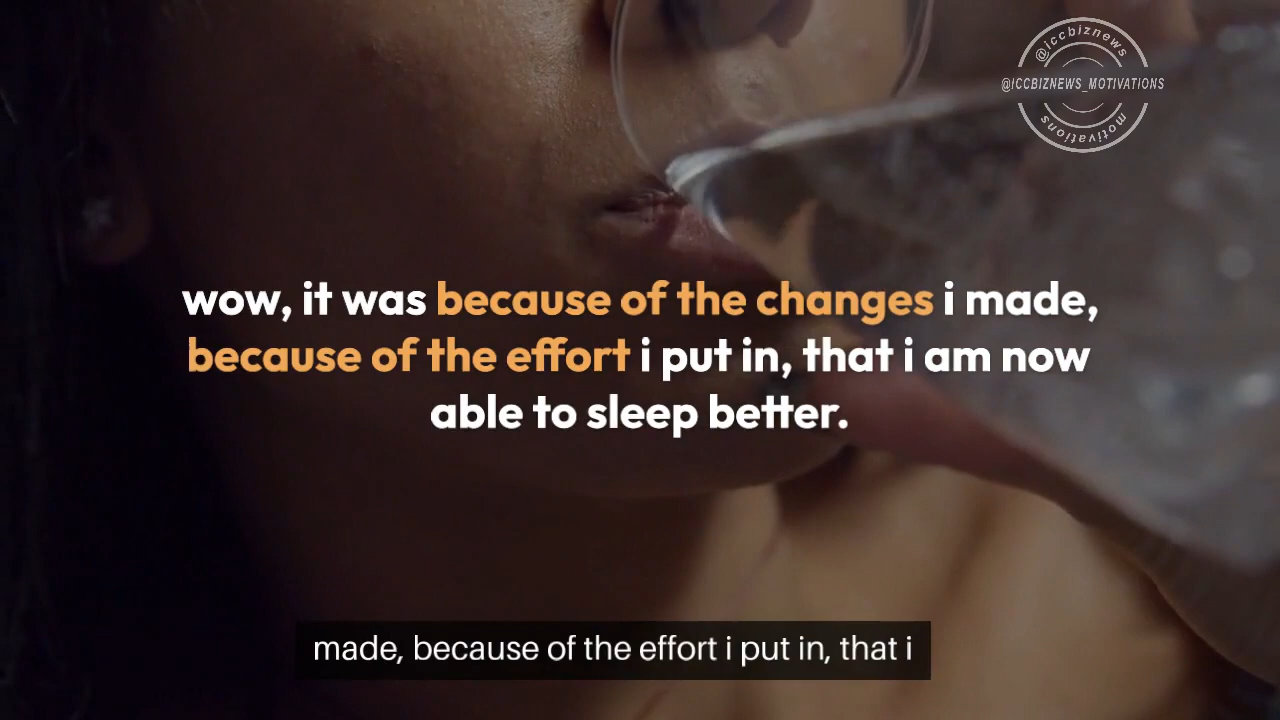 @iccbiznews
@ICCBIZNEWS_MOTIVATIONS
motivations
wow, it was because of the changes i made,
because of the effort i put in, that i am now
able to sleep better.
made, because of the effort i put in, that i